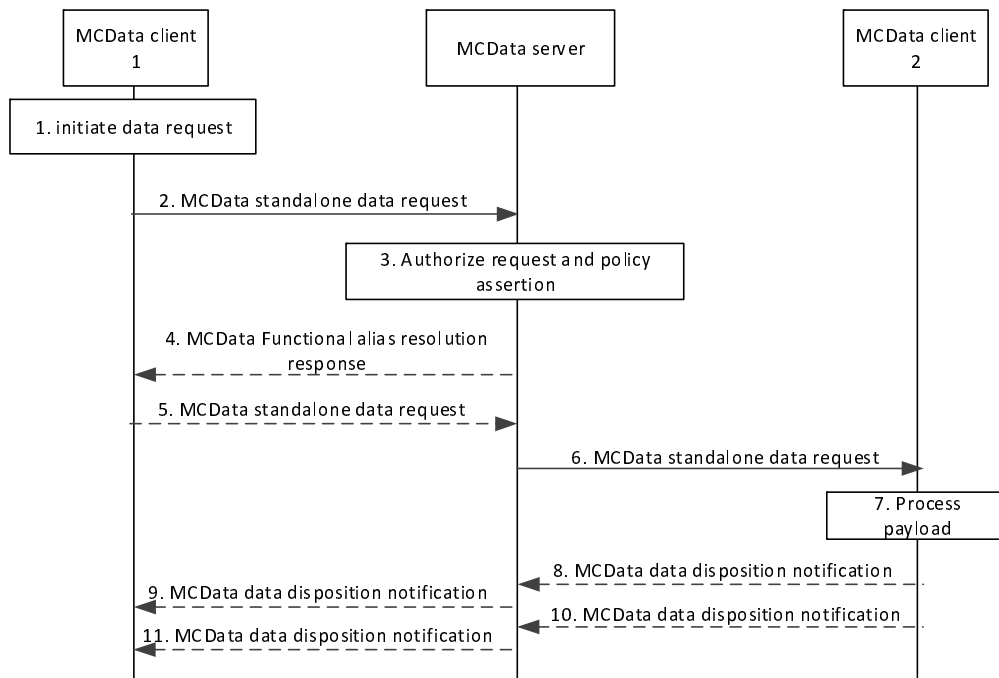 MCData client
1
MCData server
MCData client
2
1. initiate data request
2. MCData standalone data request
3. Authorize request and policy
assertion
4. MCData Functional alias resolution
response
5. MCData standalone data request
6. MCData standalone data request
7. Process
payload
8. MCData data disposition notification
9. MCData data disposition notification
10. MCData data disposition notification
11. MCData data disposition notification